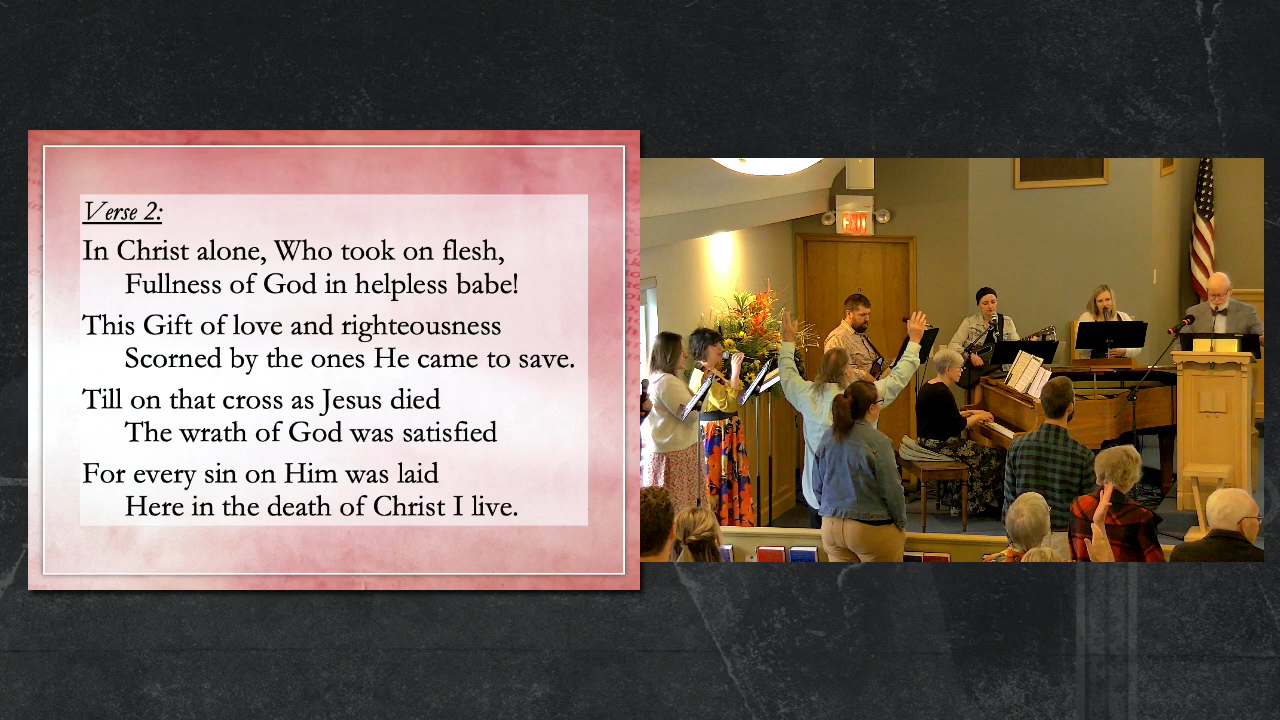 Verse 2:
In Christ alone, Who took on flesh,
Fullness of God in helpless babe!
This Gift of love and righteousness
Scorned by the ones He came to save.
Till on that cross as Jesus died
The wrath of God was satisfied
For every sin on Him was laid
Here in the death of Christ I live.
EXIT